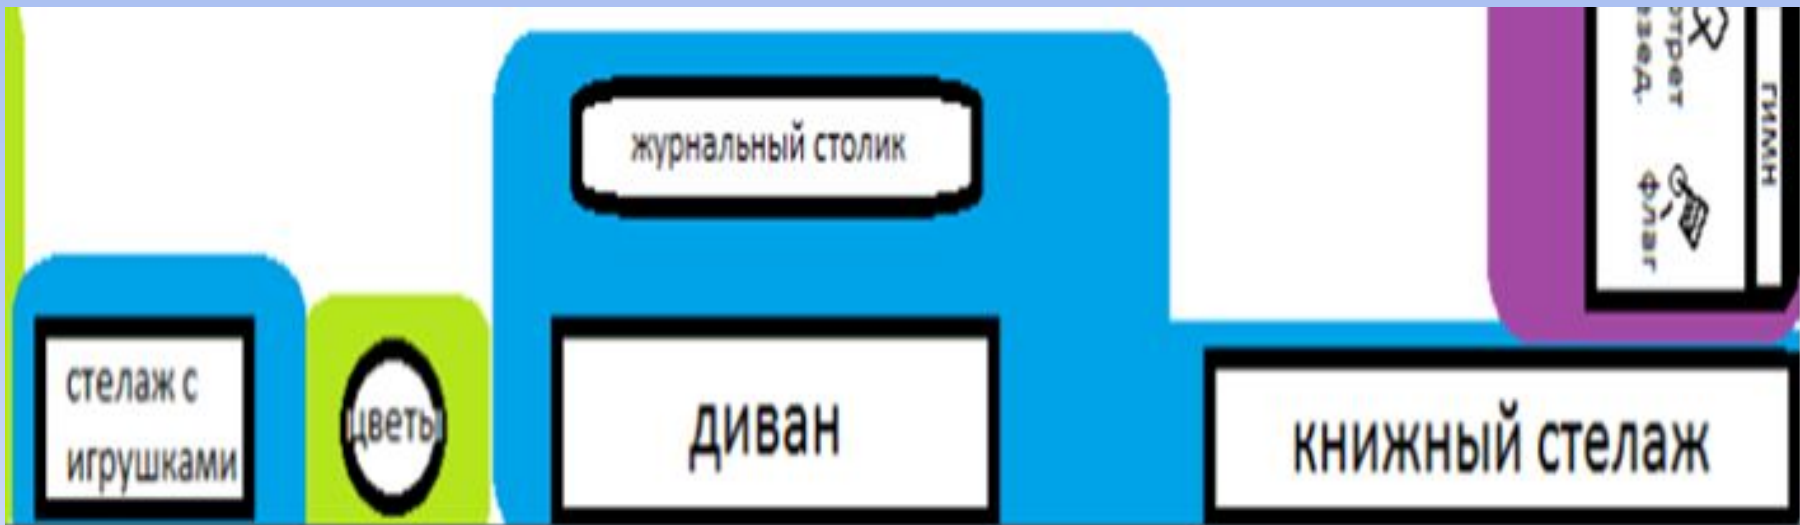 журнальный столик
стелаж с
игрушками
цветы
диван
книжный стелаж
гимн
флаг